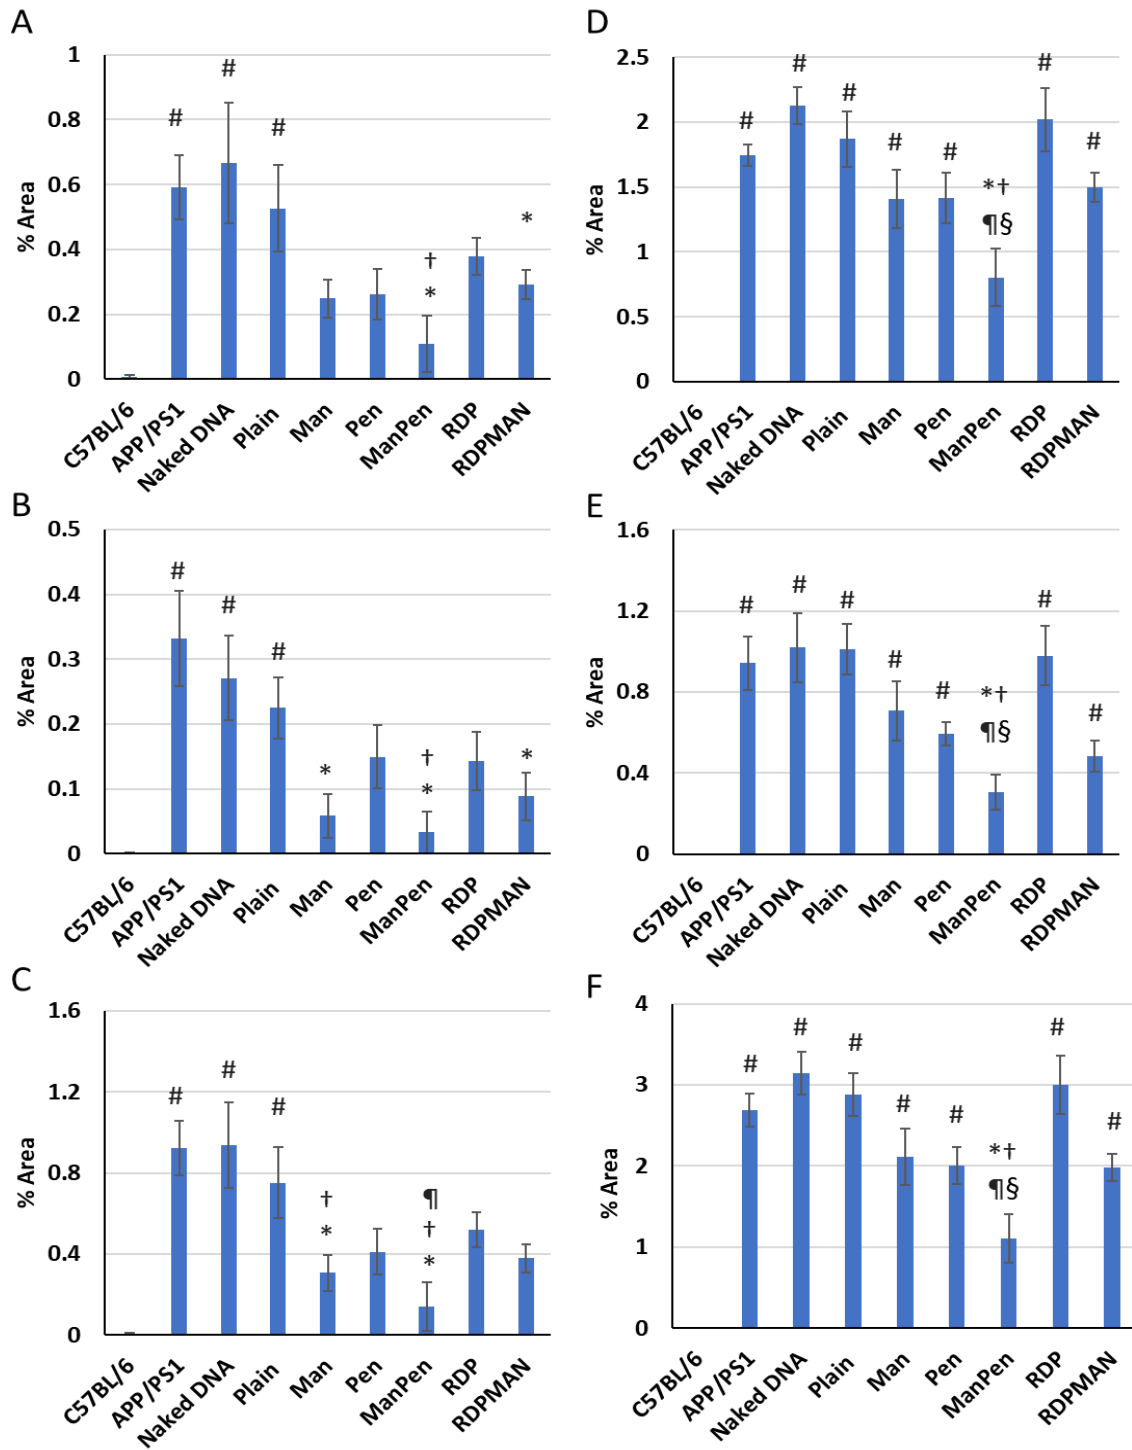 A
% Area
1
0.8
0.6
0.4
0.2
0
# # # † * *
C57BL/6
APP/PS1
Naked DNA
Plain
Man
Pen
ManPen
RDP
RDPMAN
B
% Area
0.5
0.4
0.3
0.2
0.1
0
# # # * † * *
C57BL/6
APP/PS1
Naked DNA
Plain
Man
Pen
ManPen
RDP
RDPMAN
C
% Area
1.6
1.2
0.8
0.4
0
# # # † * ¶ † *
C57BL/6
APP/PS1
Naked DNA
Plain
Man
Pen
ManPen
RDP
RDPMAN
D
% Area
2.5
2
1.5
1
0.5
0
# # # # # *† ¶§ # #
C57BL/6
APP/PS1
Naked DNA
Plain
Man
Pen
ManPen
RDP
RDPMAN
E
% Area
1.6
1.2
0.8
0.4
0
# # # # # *† ¶§ # #
C57BL/6
APP/PS1
Naked DNA
Plain
Man
Pen
ManPen
RDP
RDPMAN
F
% Area
4
3
2
1
0
# # # # # *† ¶§ # #
C57BL/6
APP/PS1
Naked DNA
Plain
Man
Pen
ManPen
RDP
RDPMAN